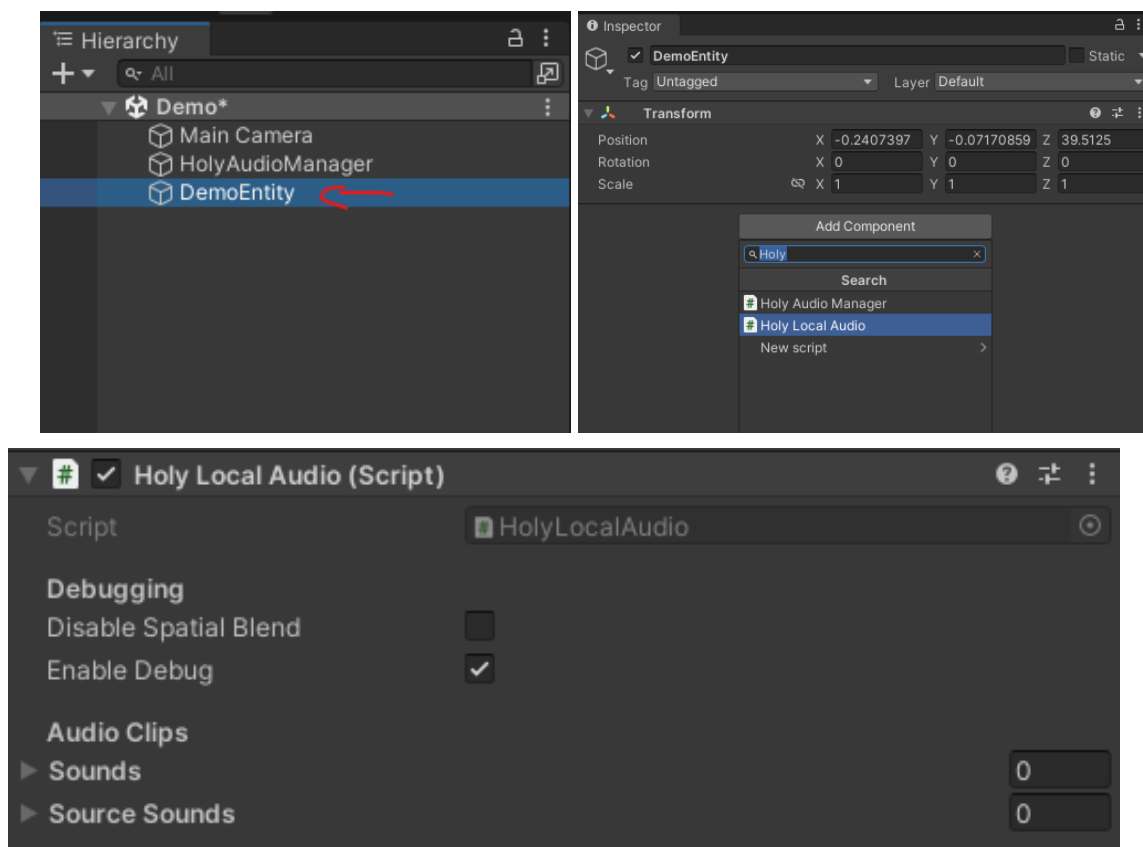 Hierarchy
All
Demo*
Main Camera
HolyAudioManager
DemoEntity
Inspector
DemoEntity
Static
Tag Untagged Layer Default
Transform
Position X -0.2407397 Y -0.07170859 Z 39.5125
Rotation X 0 Y 0 Z 0
Scale X 1 Y 1 Z 1
Add Component
Holy
Search
# Holy Audio Manager
# Holy Local Audio
New script
# Holy Local Audio (Script)
Script # HolyLocalAudio
Debugging
Disable Spatial Blend
Enable Debug
Audio Clips
Sounds 0
Source Sounds 0